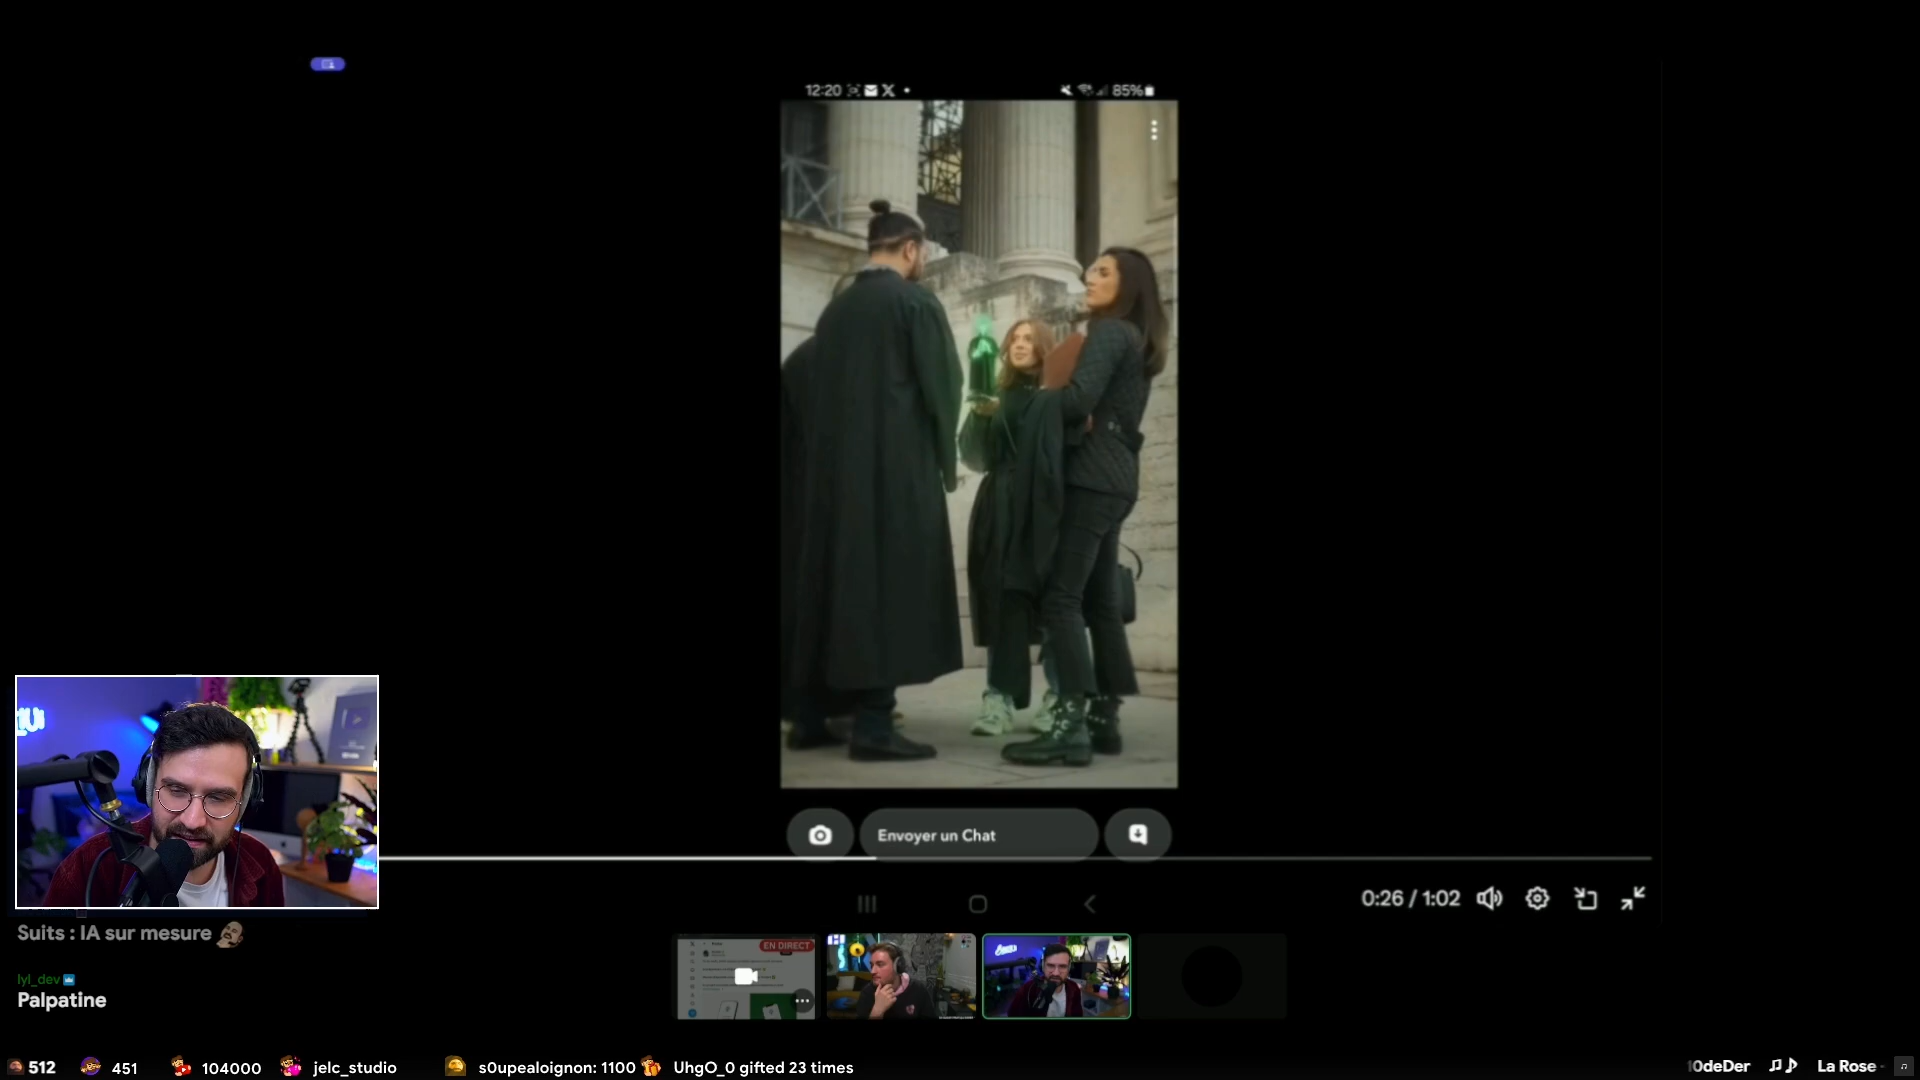 12:20
85%
Envoyer un Chat
0:26 / 1:02
EN DIRECT
Suits : IA sur mesure
lyl_dev
Palpatine
512
451
104000
jelc_studio
s0upealoignon: 1100
UhgO_0 gifted 23 times
0deDer
La Rose